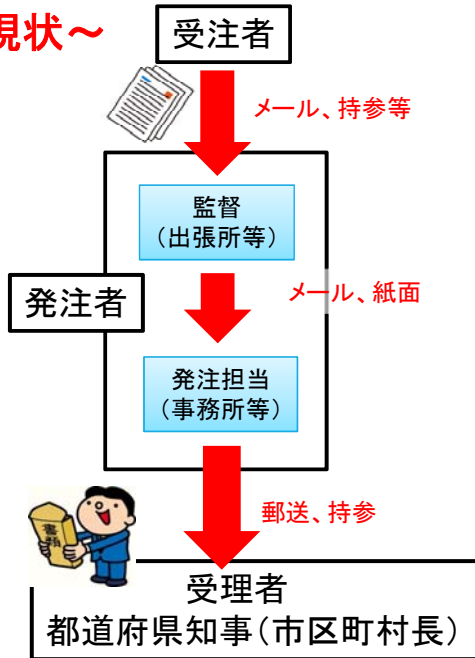 現状～
受注者
メール、持参等
監督
（出張所等）
発注者
メール、紙面
発注担当
（事務所等）
郵送、持参
書類
受理者
都道府県知事（市区町村長）